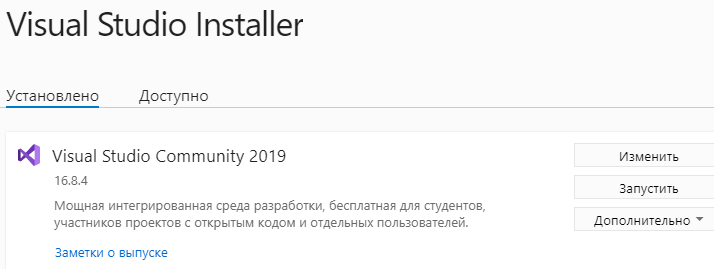 Visual Studio Installer
Установлено Доступно
Visual Studio Community 2019
Изменить
16.8.4
Запустить
Мощная интегрированная среда разработки, бесплатная для студентов,
участников проектов с открытым кодом и отдельных пользователей.
Дополнительно
Заметки о выпуске